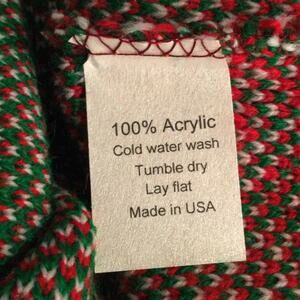 100% Acrylic
Cold water wash
Tumble dry
Lay flat
Made in USA